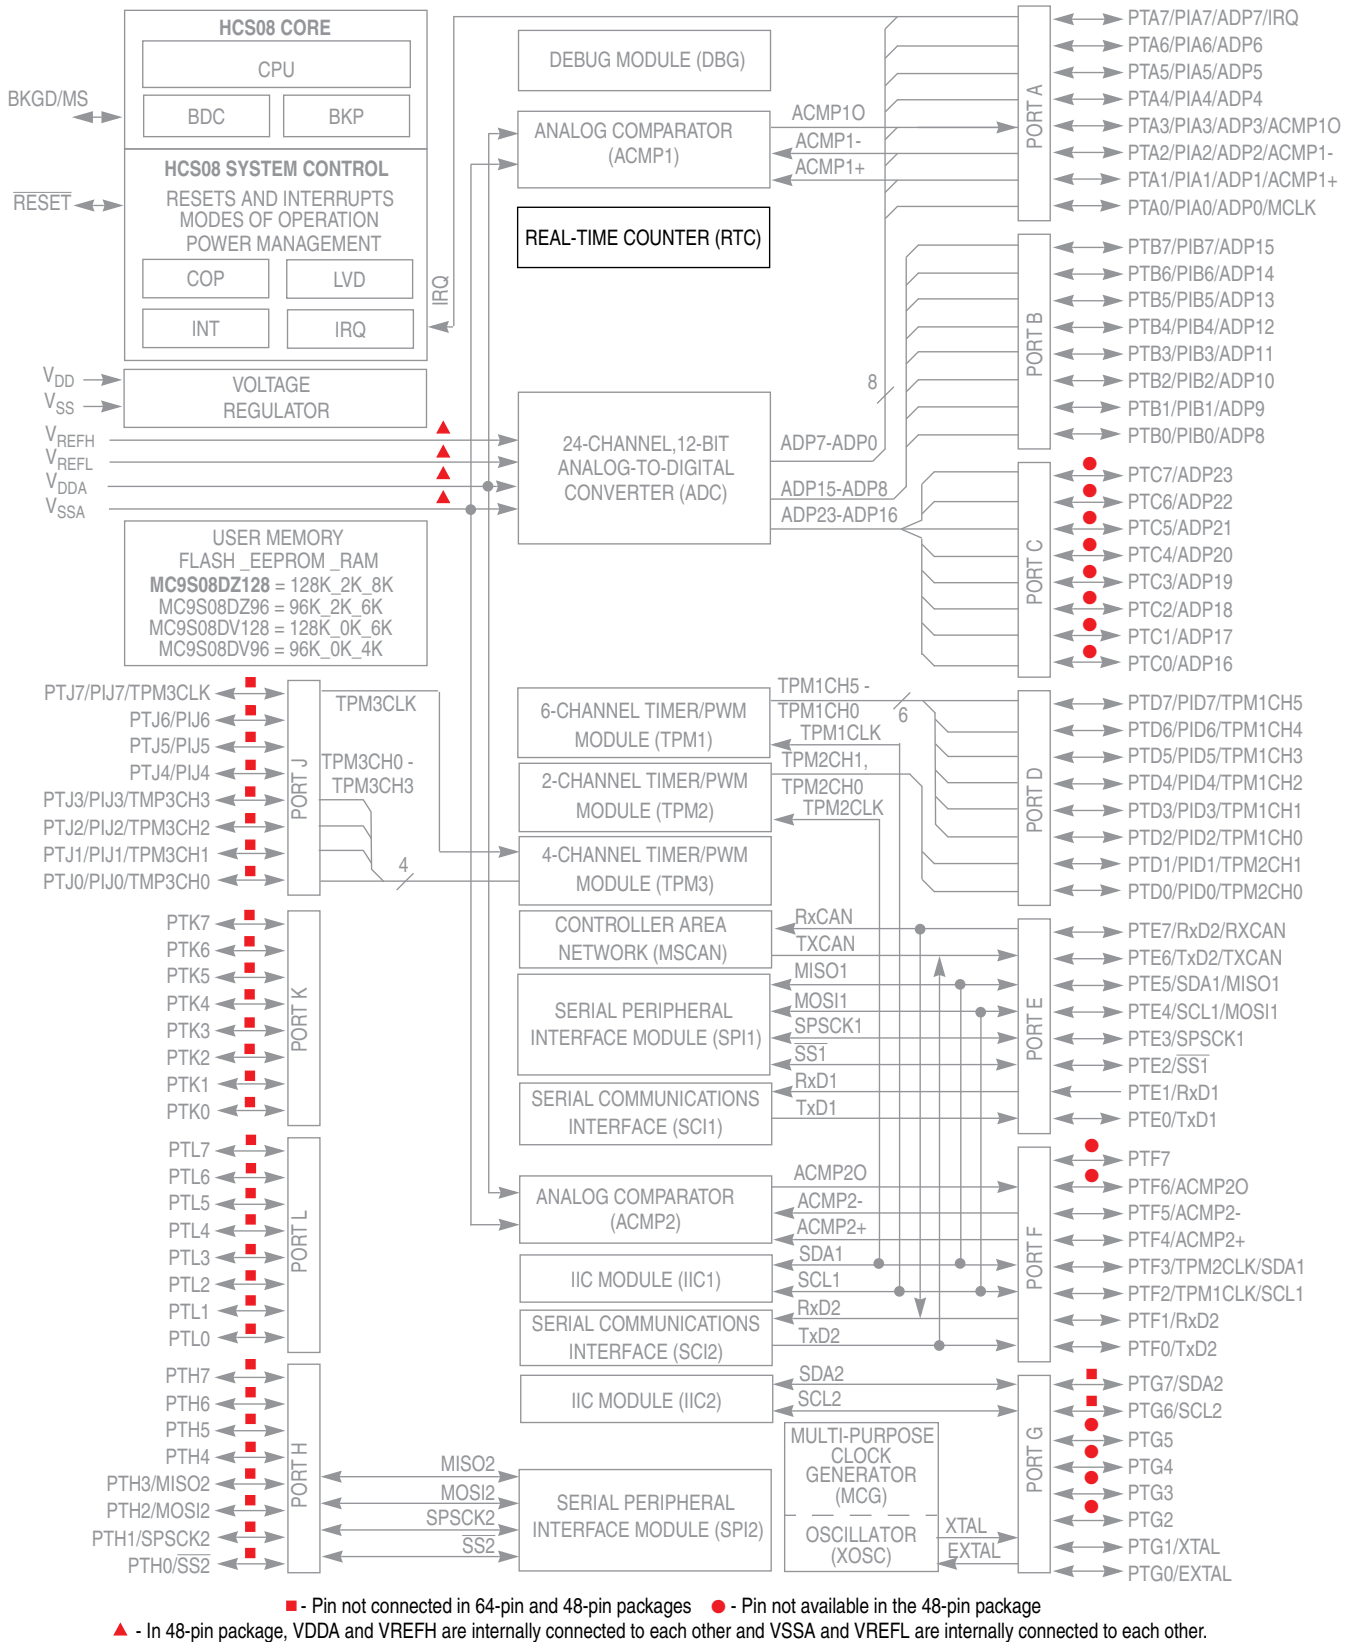 HCS08 CORE
CPU
BDC
BKP
BKGD/MS
HCS08 SYSTEM CONTROL
RESETS AND INTERRUPTS
MODES OF OPERATION
POWER MANAGEMENT
COP
LVD
INT
IRQ
RESET
IRQ
VDD
VSS
VOLTAGE
REGULATOR
VREFH
VREFL
VDDA
VSSA
USER MEMORY
FLASH _EEPROM _RAM
MC9S08DZ128 = 128K_2K_8K
MC9S08DZ96 = 96K_2K_6K
MC9S08DV128 = 128K_0K_6K
MC9S08DV96 = 96K_0K_4K
DEBUG MODULE (DBG)
ANALOG COMPARATOR
(ACMP1)
ACMP1O
ACMP1-
ACMP1+
REAL-TIME COUNTER (RTC)
24-CHANNEL,12-BIT
ANALOG-TO-DIGITAL
CONVERTER (ADC)
8
ADP7-ADP0
ADP15-ADP8
ADP23-ADP16
PORT A
PTA7/PIA7/ADP7/IRQ
PTA6/PIA6/ADP6
PTA5/PIA5/ADP5
PTA4/PIA4/ADP4
PTA3/PIA3/ADP3/ACMP1O
PTA2/PIA2/ADP2/ACMP1-
PTA1/PIA1/ADP1/ACMP1+
PTA0/PIA0/ADP0/MCLK
PORT B
PTB7/PIB7/ADP15
PTB6/PIB6/ADP14
PTB5/PIB5/ADP13
PTB4/PIB4/ADP12
PTB3/PIB3/ADP11
PTB2/PIB2/ADP10
PTB1/PIB1/ADP9
PTB0/PIB0/ADP8
PORT C
PTC7/ADP23
PTC6/ADP22
PTC5/ADP21
PTC4/ADP20
PTC3/ADP19
PTC2/ADP18
PTC1/ADP17
PTC0/ADP16
PTJ7/PIJ7/TPM3CLK
PTJ6/PIJ6
PTJ5/PIJ5
PTJ4/PIJ4
PTJ3/PIJ3/TMP3CH3
PTJ2/PIJ2/TPM3CH2
PTJ1/PIJ1/TPM3CH1
PTJ0/PIJ0/TMP3CH0
PORT J
TPM3CLK
TPM3CH0 -
TPM3CH3
4
6-CHANNEL TIMER/PWM
MODULE (TPM1)
TPM1CH5 -
TPM1CH0
6
TPM1CLK
2-CHANNEL TIMER/PWM
MODULE (TPM2)
TPM2CH1,
TPM2CH0
TPM2CLK
4-CHANNEL TIMER/PWM
MODULE (TPM3)
PORT D
PTD7/PID7/TPM1CH5
PTD6/PID6/TPM1CH4
PTD5/PID5/TPM1CH3
PTD4/PID4/TPM1CH2
PTD3/PID3/TPM1CH1
PTD2/PID2/TPM1CH0
PTD1/PID1/TPM2CH1
PTD0/PID0/TPM2CH0
PTK7
PTK6
PTK5
PTK4
PTK3
PTK2
PTK1
PTK0
PORT K
CONTROLLER AREA
NETWORK (MSCAN)
RxCAN
TXCAN
SERIAL PERIPHERAL
INTERFACE MODULE (SPI1)
MISO1
MOSI1
SPSCK1
SS1
SERIAL COMMUNICATIONS
INTERFACE (SCI1)
RxD1
TxD1
PORT E
PTE7/RxD2/RXCAN
PTE6/TxD2/TXCAN
PTE5/SDA1/MISO1
PTE4/SCL1/MOSI1
PTE3/SPSCK1
PTE2/SS1
PTE1/RxD1
PTE0/TxD1
PTL7
PTL6
PTL5
PTL4
PTL3
PTL2
PTL1
PTL0
PORT L
ANALOG COMPARATOR
(ACMP2)
ACMP2O
ACMP2-
ACMP2+
IIC MODULE (IIC1)
SDA1
SCL1
SERIAL COMMUNICATIONS
INTERFACE (SCI2)
RxD2
TxD2
PORT F
PTF7
PTF6/ACMP2O
PTF5/ACMP2-
PTF4/ACMP2+
PTF3/TPM2CLK/SDA1
PTF2/TPM1CLK/SCL1
PTF1/RxD2
PTF0/TxD2
PTH7
PTH6
PTH5
PTH4
PTH3/MISO2
PTH2/MOSI2
PTH1/SPSCK2
PTH0/SS2
PORT H
MISO2
MOSI2
SPSCK2
SS2
IIC MODULE (IIC2)
SDA2
SCL2
SERIAL PERIPHERAL
INTERFACE MODULE (SPI2)
MULTI-PURPOSE
CLOCK
GENERATOR
(MCG)
OSCILLATOR
(XOSC)
XTAL
EXTAL
PORT G
PTG7/SDA2
PTG6/SCL2
PTG5
PTG4
PTG3
PTG2
PTG1/XTAL
PTG0/EXTAL
- Pin not connected in 64-pin and 48-pin packages
- Pin not available in the 48-pin package
- In 48-pin package, VDDA and VREFH are internally connected to each other and VSSA and VREFL are internally connected to each other.